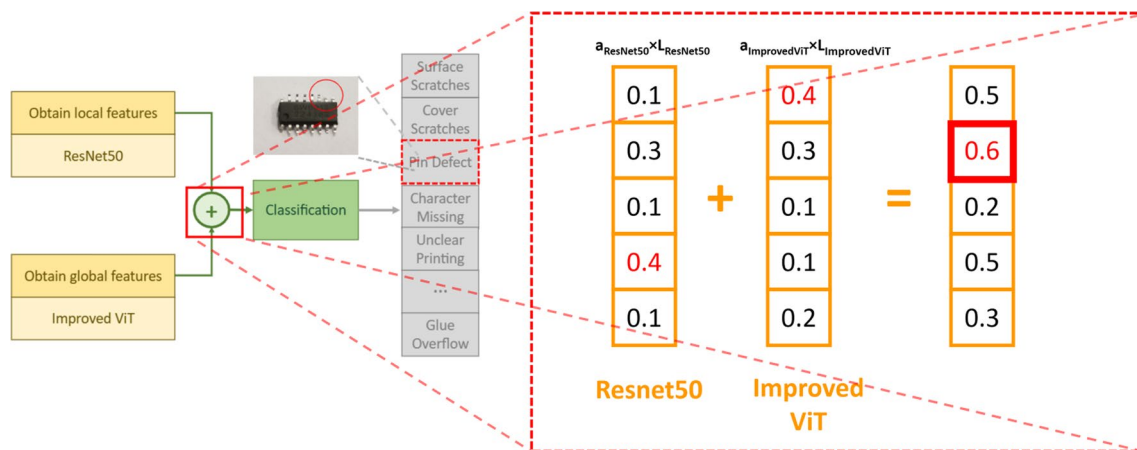 Obtain local features
ResNet50
Obtain global features
Improved ViT
+
Classification
Surface
Scratches
Cover
Scratches
Pin Defect
Character
Missing
Unclear
Printing
...
Glue
Overflow
aResNet50×LResNet50
aImprovedViT×LImprovedViT
0.1
0.3
0.1
0.4
0.1
+
0.4
0.3
0.1
0.1
0.2
=
0.5
0.6
0.2
0.5
0.3
Resnet50
Improved
ViT